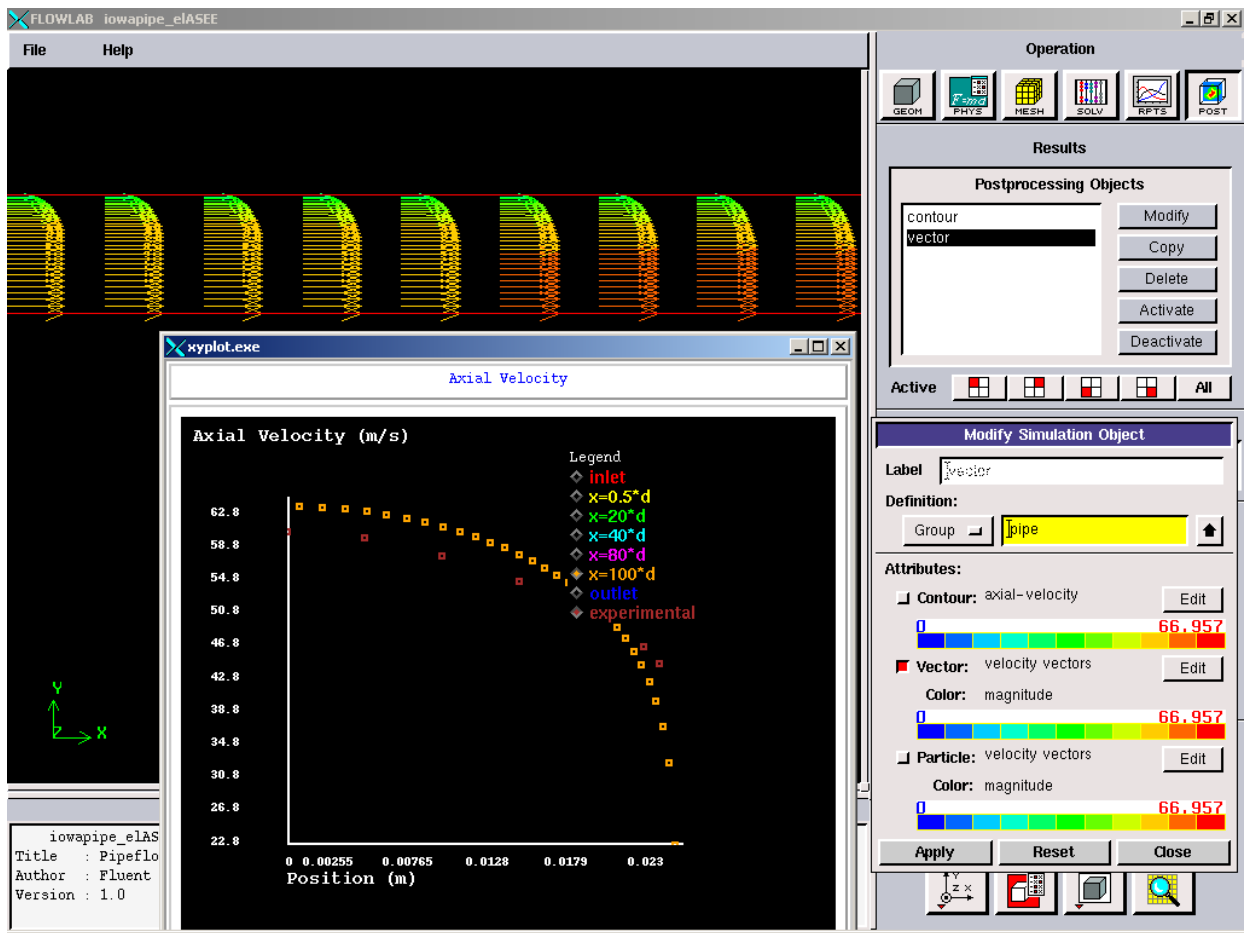 FLOWLAB iowapipe_elASEE
File Help
Operation
GEOM PHYS MESH SOLV RPTS POST
F=ma
Results
Postprocessing Objects
contour
vector
Modify
Copy
Delete
Activate
Deactivate
Active All
xyplot.exe
Axial Velocity
Axial Velocity (m/s)
Legend
inlet
x=0.5*d
x=20*d
x=40*d
x=80*d
x=100*d
outlet
experimental
62.8
58.8
54.8
50.8
46.8
42.8
38.8
34.8
30.8
26.8
22.8
0 0.00255 0.00765 0.0128 0.0179 0.023
Position (m)
Y
Z X
iowapipe_elAS
Title : Pipeflo
Author : Fluent
Version : 1.0
Modify Simulation Object
Label vector
Definition:
Group pipe
Attributes:
Contour: axial-velocity Edit
0 66.957
Vector: velocity vectors Edit
Color: magnitude
0 66.957
Particle: velocity vectors Edit
Color: magnitude
0 66.957
Apply Reset Close
Y
Z X